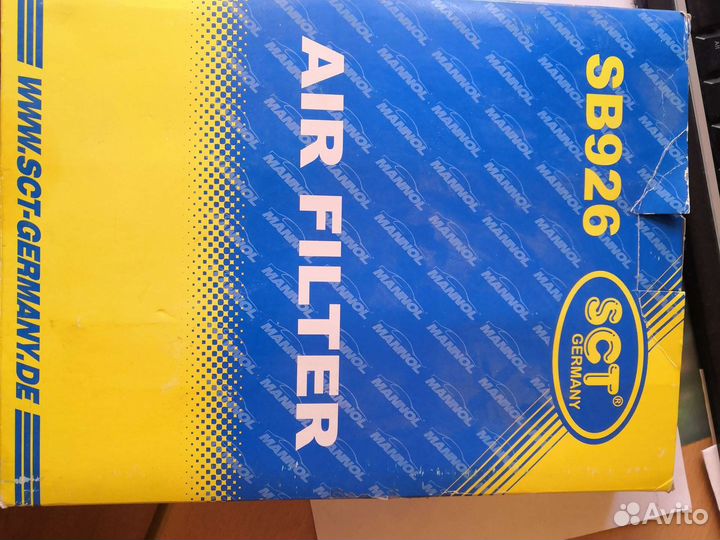 SB926
SCT®
GERMANY
AIR FILTER
MANNOL
WWW.SCT-GERMANY.DE
Avito